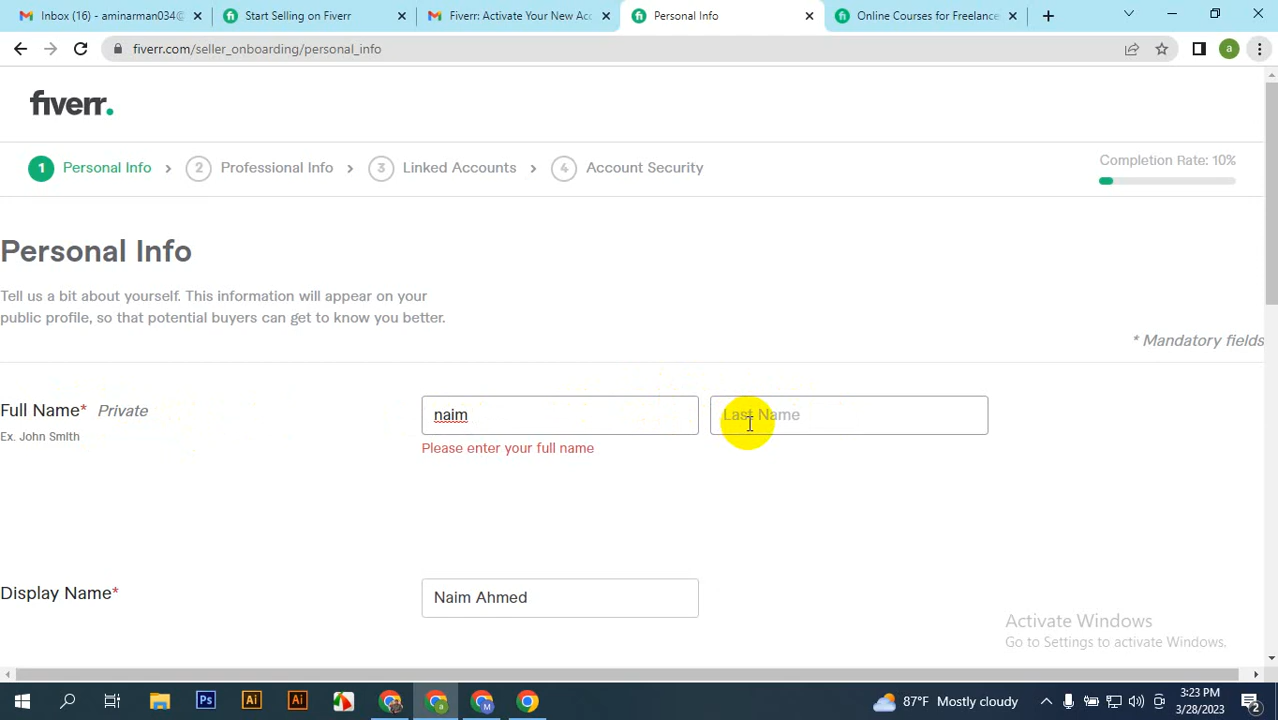 Inbox (16) - aminarman034@
Start Selling on Fiverr
Fiverr: Activate Your New Acc
Personal Info
Online Courses for Freelance
fiverr.com/seller_onboarding/personal_info
a
fiverr.
1 Personal Info
2 Professional Info
3 Linked Accounts
4 Account Security
Completion Rate: 10%
Personal Info
Tell us a bit about yourself. This information will appear on your
public profile, so that potential buyers can get to know you better.
* Mandatory fields
Full Name* Private
Ex. John Smith
naim
Last Name
Please enter your full name
Display Name*
Naim Ahmed
Activate Windows
Go to Settings to activate Windows.
Ps
Ai
Ai
a
M
87°F Mostly cloudy
3:23 PM
3/28/2023
2